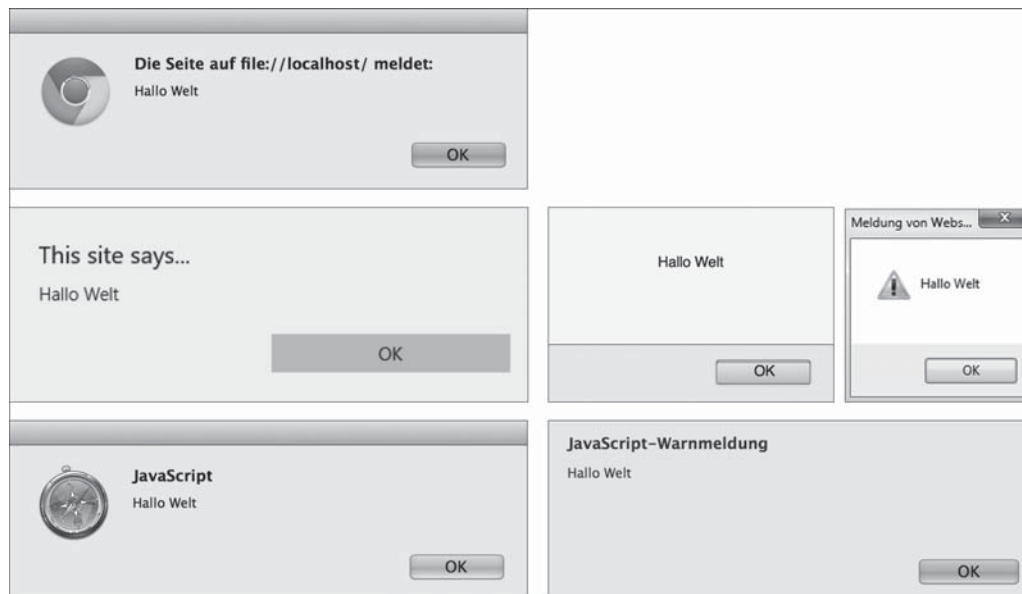 Die Seite auf file://localhost/ meldet:
Hallo Welt
OK
This site says...
Hallo Welt
OK
Hallo Welt
OK
Meldung von Webs...
Hallo Welt
OK
JavaScript
Hallo Welt
OK
JavaScript-Warnmeldung
Hallo Welt
OK